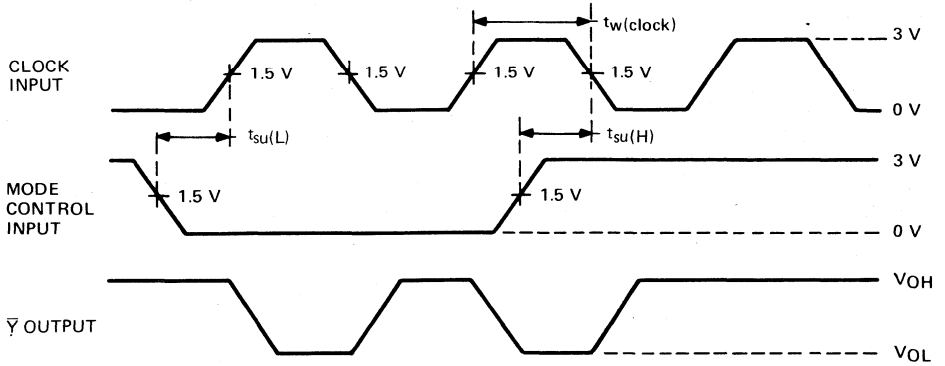 tw(clock)
3 V
CLOCK
INPUT
1.5 V
1.5 V
1.5 V
1.5 V
0 V
tsu(L)
tsu(H)
3 V
MODE
CONTROL
INPUT
1.5 V
1.5 V
0 V
VOH
Y̅ OUTPUT
VOL